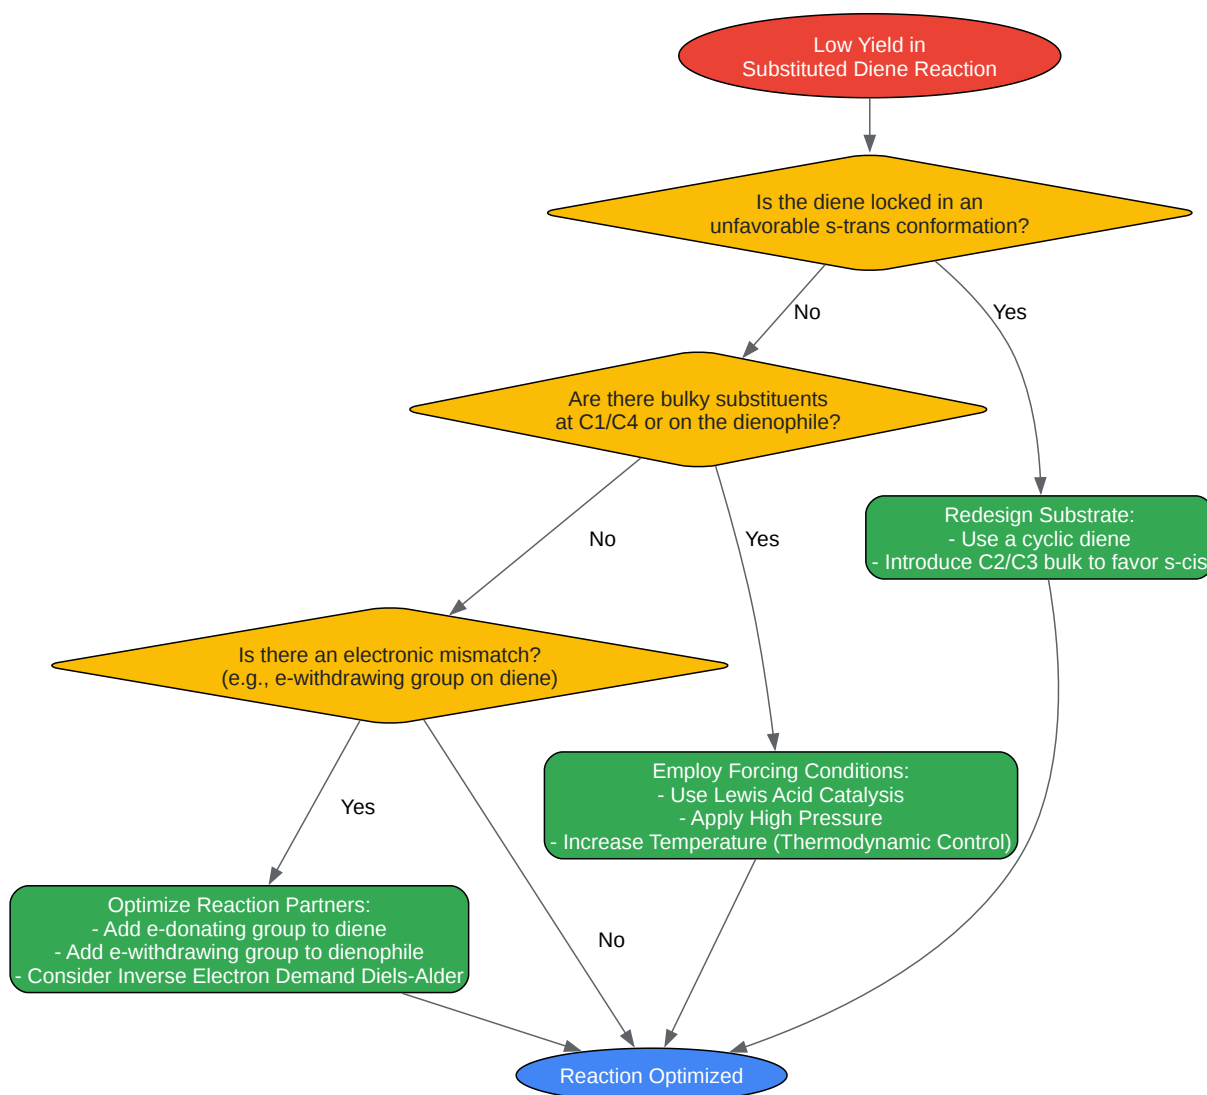 Low Yield in
Substituted Diene Reaction
Is the diene locked in an
unfavorable s-trans conformation?
No
Yes
Are there bulky substituents
at C1/C4 or on the dienophile?
No
Yes
Redesign Substrate:
- Use a cyclic diene
- Introduce C2/C3 bulk to favor s-cis
Is there an electronic mismatch?
(e.g., e-withdrawing group on diene)
Yes
No
Employ Forcing Conditions:
- Use Lewis Acid Catalysis
- Apply High Pressure
- Increase Temperature (Thermodynamic Control)
Optimize Reaction Partners:
- Add e-donating group to diene
- Add e-withdrawing group to dienophile
- Consider Inverse Electron Demand Diels-Alder
Reaction Optimized